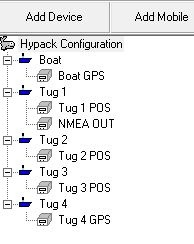 Add Device Add Mobile
Hypack Configuration
Boat
Boat GPS
Tug 1
Tug 1 POS
NMEA OUT
Tug 2
Tug 2 POS
Tug 3
Tug 3 POS
Tug 4
Tug 4 GPS